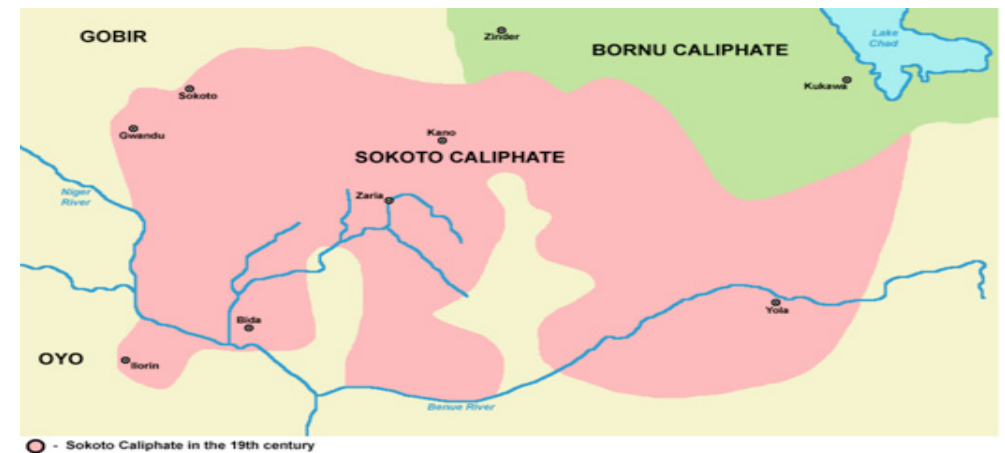 GOBIR
Zinder
BORNU CALIPHATE
Lake
Chad
Kukawa
Sokoto
Gwandu
Kano
SOKOTO CALIPHATE
Niger
River
Zaria
Bida
Yola
OYO
Ilorin
Benue River
- Sokoto Caliphate in the 19th century